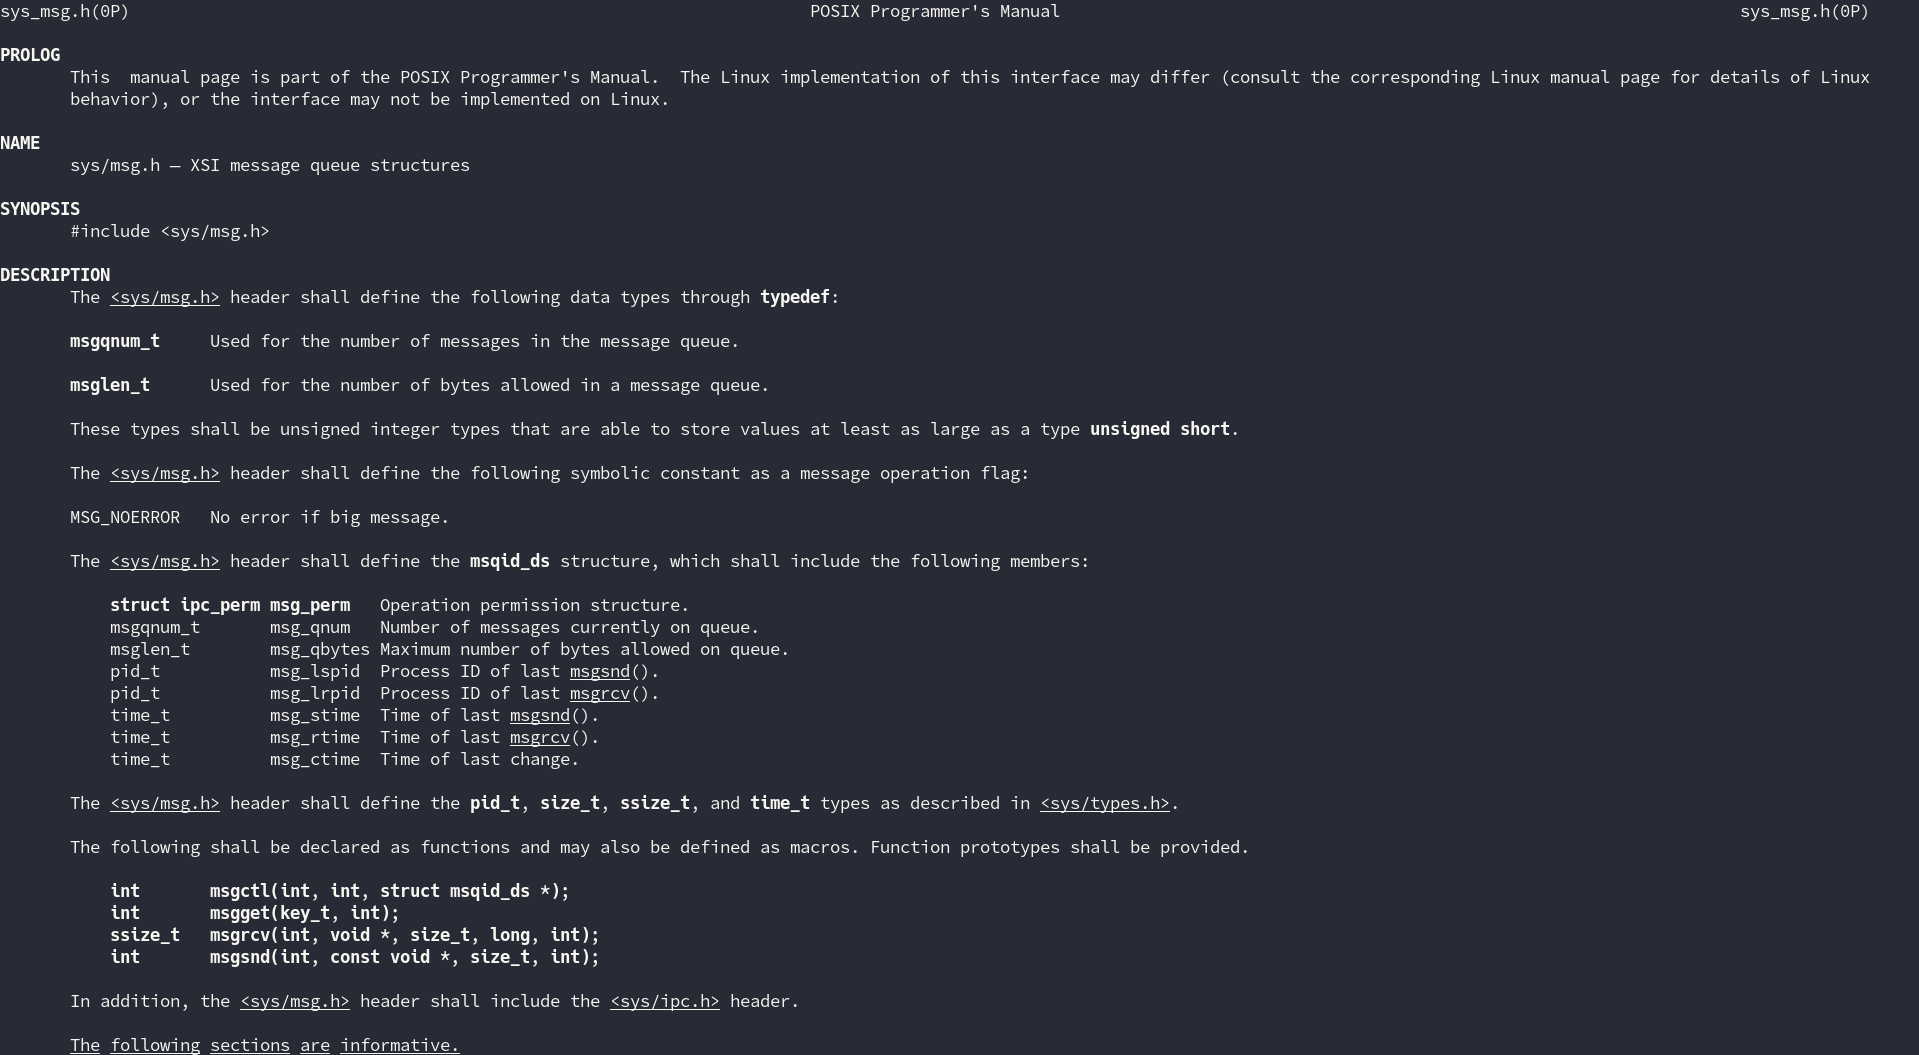 sys_msg.h(0P) POSIX Programmer's Manual sys_msg.h(0P)
PROLOG
This  manual page is part of the POSIX Programmer's Manual.  The Linux implementation of this interface may differ (consult the corresponding Linux manual page for details of Linux
behavior), or the interface may not be implemented on Linux.
NAME
sys/msg.h — XSI message queue structures
SYNOPSIS
#include <sys/msg.h>
DESCRIPTION
The <sys/msg.h> header shall define the following data types through typedef:
msgqnum_t     Used for the number of messages in the message queue.
msglen_t      Used for the number of bytes allowed in a message queue.
These types shall be unsigned integer types that are able to store values at least as large as a type unsigned short.
The <sys/msg.h> header shall define the following symbolic constant as a message operation flag:
MSG_NOERROR   No error if big message.
The <sys/msg.h> header shall define the msqid_ds structure, which shall include the following members:
struct ipc_perm msg_perm   Operation permission structure.
msgqnum_t       msg_qnum   Number of messages currently on queue.
msglen_t        msg_qbytes Maximum number of bytes allowed on queue.
pid_t           msg_lspid  Process ID of last msgsnd().
pid_t           msg_lrpid  Process ID of last msgrcv().
time_t          msg_stime  Time of last msgsnd().
time_t          msg_rtime  Time of last msgrcv().
time_t          msg_ctime  Time of last change.
The <sys/msg.h> header shall define the pid_t, size_t, ssize_t, and time_t types as described in <sys/types.h>.
The following shall be declared as functions and may also be defined as macros. Function prototypes shall be provided.
int       msgctl(int, int, struct msqid_ds *);
int       msgget(key_t, int);
ssize_t   msgrcv(int, void *, size_t, long, int);
int       msgsnd(int, const void *, size_t, int);
In addition, the <sys/msg.h> header shall include the <sys/ipc.h> header.
The following sections are informative.